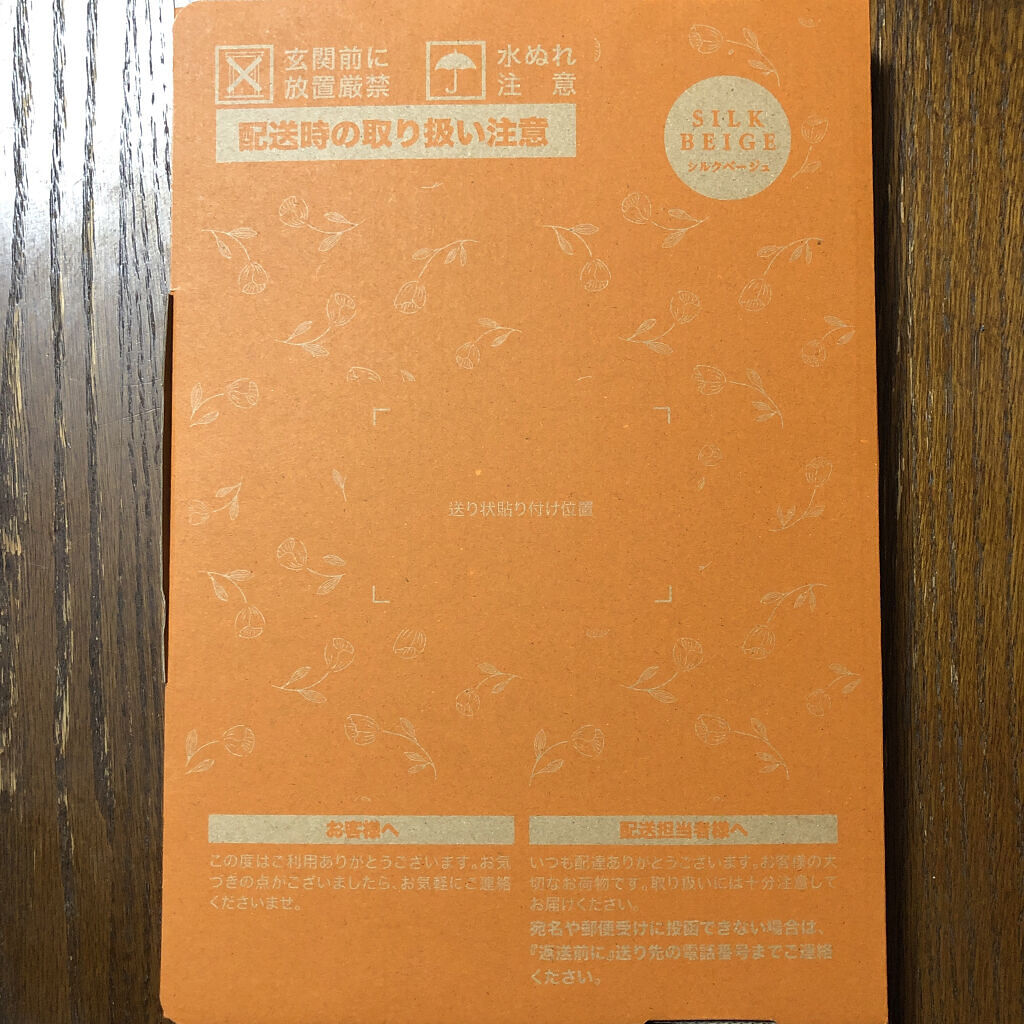 玄関前に
放置厳禁
水ぬれ
注意
配送時の取り扱い注意
SILK
BEIGE
シルクベージュ
送り状貼り付け位置
お客様へ
この度はご利用ありがとうございます。お気
づきの点がございましたら、お気軽にご連絡
くださいませ。
配送担当者様へ
いつも配達ありがとうございます。お客様の大
切なお荷物です。取り扱いには十分注意して
お届けください。
宛名や郵便受けに投函できない場合は、
『返送前に』送り先の電話番号までご連絡
ください。